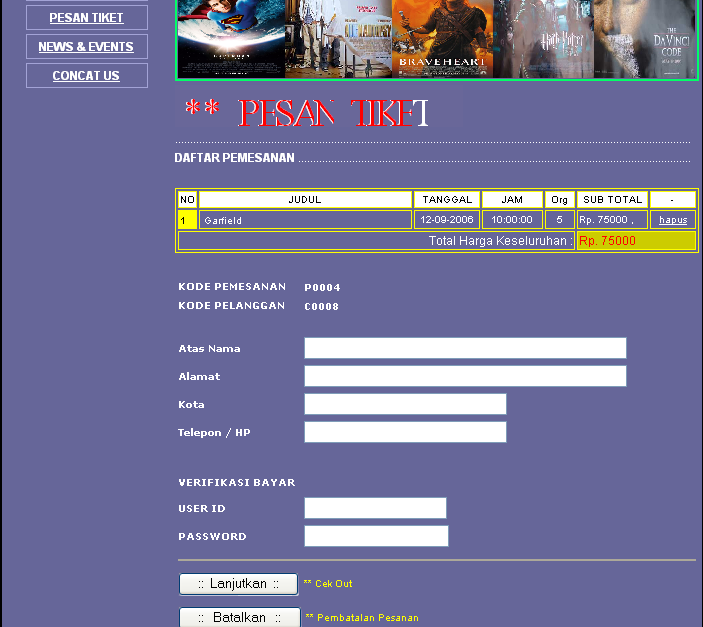 PESAN TIKET
NEWS & EVENTS
CONCAT US
BRAVEHEART
THE
DA VINCI
CODE
** PESAN TIKET
DAFTAR PEMESANAN
NO JUDUL TANGGAL JAM Org SUB TOTAL -
1 Garfield 12-09-2006 10:00:00 5 Rp. 75000 , hapus
Total Harga Keseluruhan : Rp. 75000
KODE PEMESANAN P0004
KODE PELANGGAN C0008
Atas Nama
Alamat
Kota
Telepon / HP
VERIFIKASI BAYAR
USER ID
PASSWORD
:: Lanjutkan :: ** Cek Out
:: Batalkan :: ** Pembatalan Pesanan